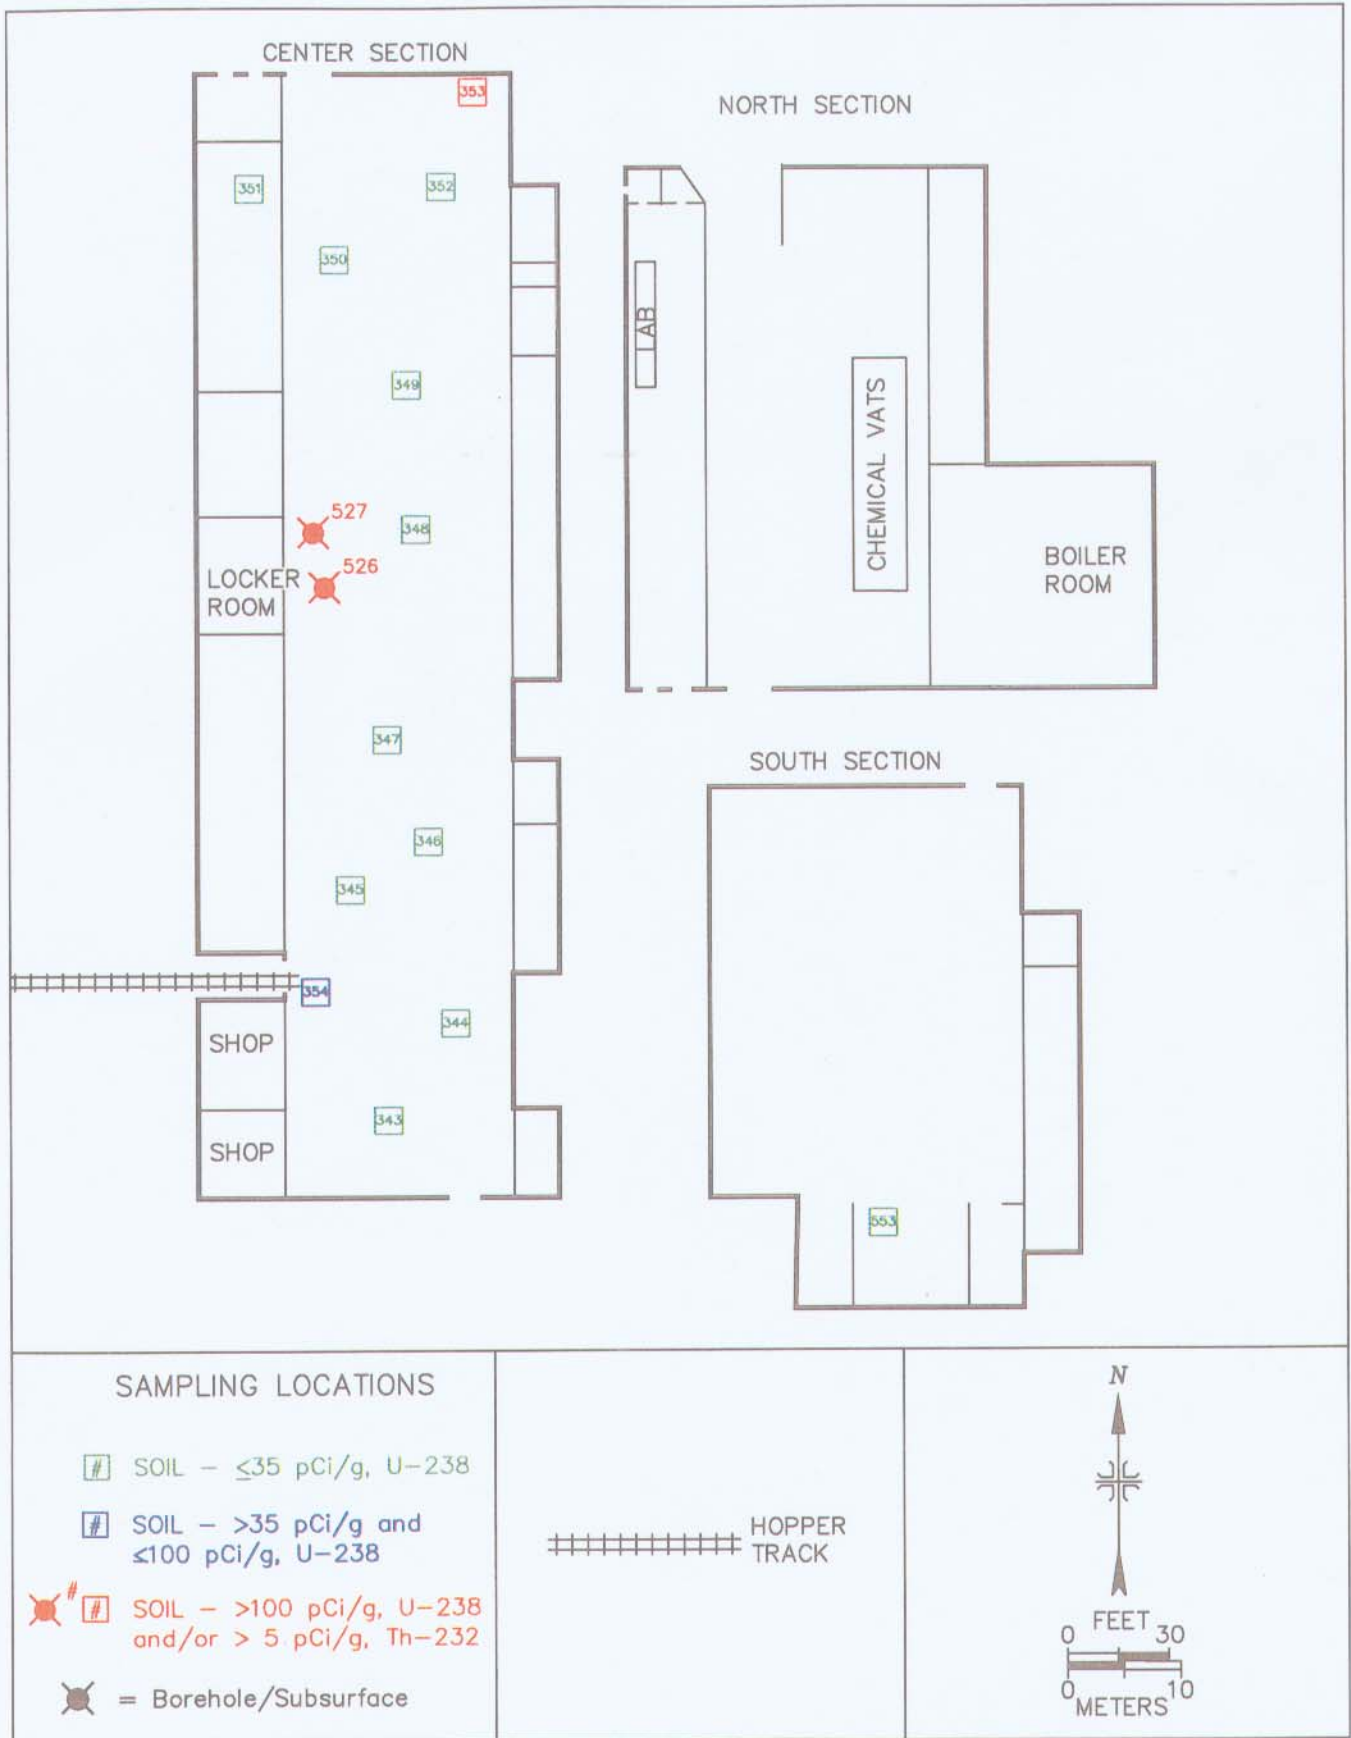 CENTER SECTION
353
NORTH SECTION
351
352
350
LAB
349
CHEMICAL VATS
527
348
526
LOCKER
ROOM
BOILER
ROOM
347
SOUTH SECTION
346
345
354
344
SHOP
343
SHOP
553
SAMPLING LOCATIONS
# SOIL – ≤35 pCi/g, U-238
# SOIL – >35 pCi/g and
≤100 pCi/g, U-238
# # SOIL – >100 pCi/g, U-238
and/or > 5 pCi/g, Th-232
= Borehole/Subsurface
HOPPER
TRACK
N
FEET
0 30
0 10
METERS